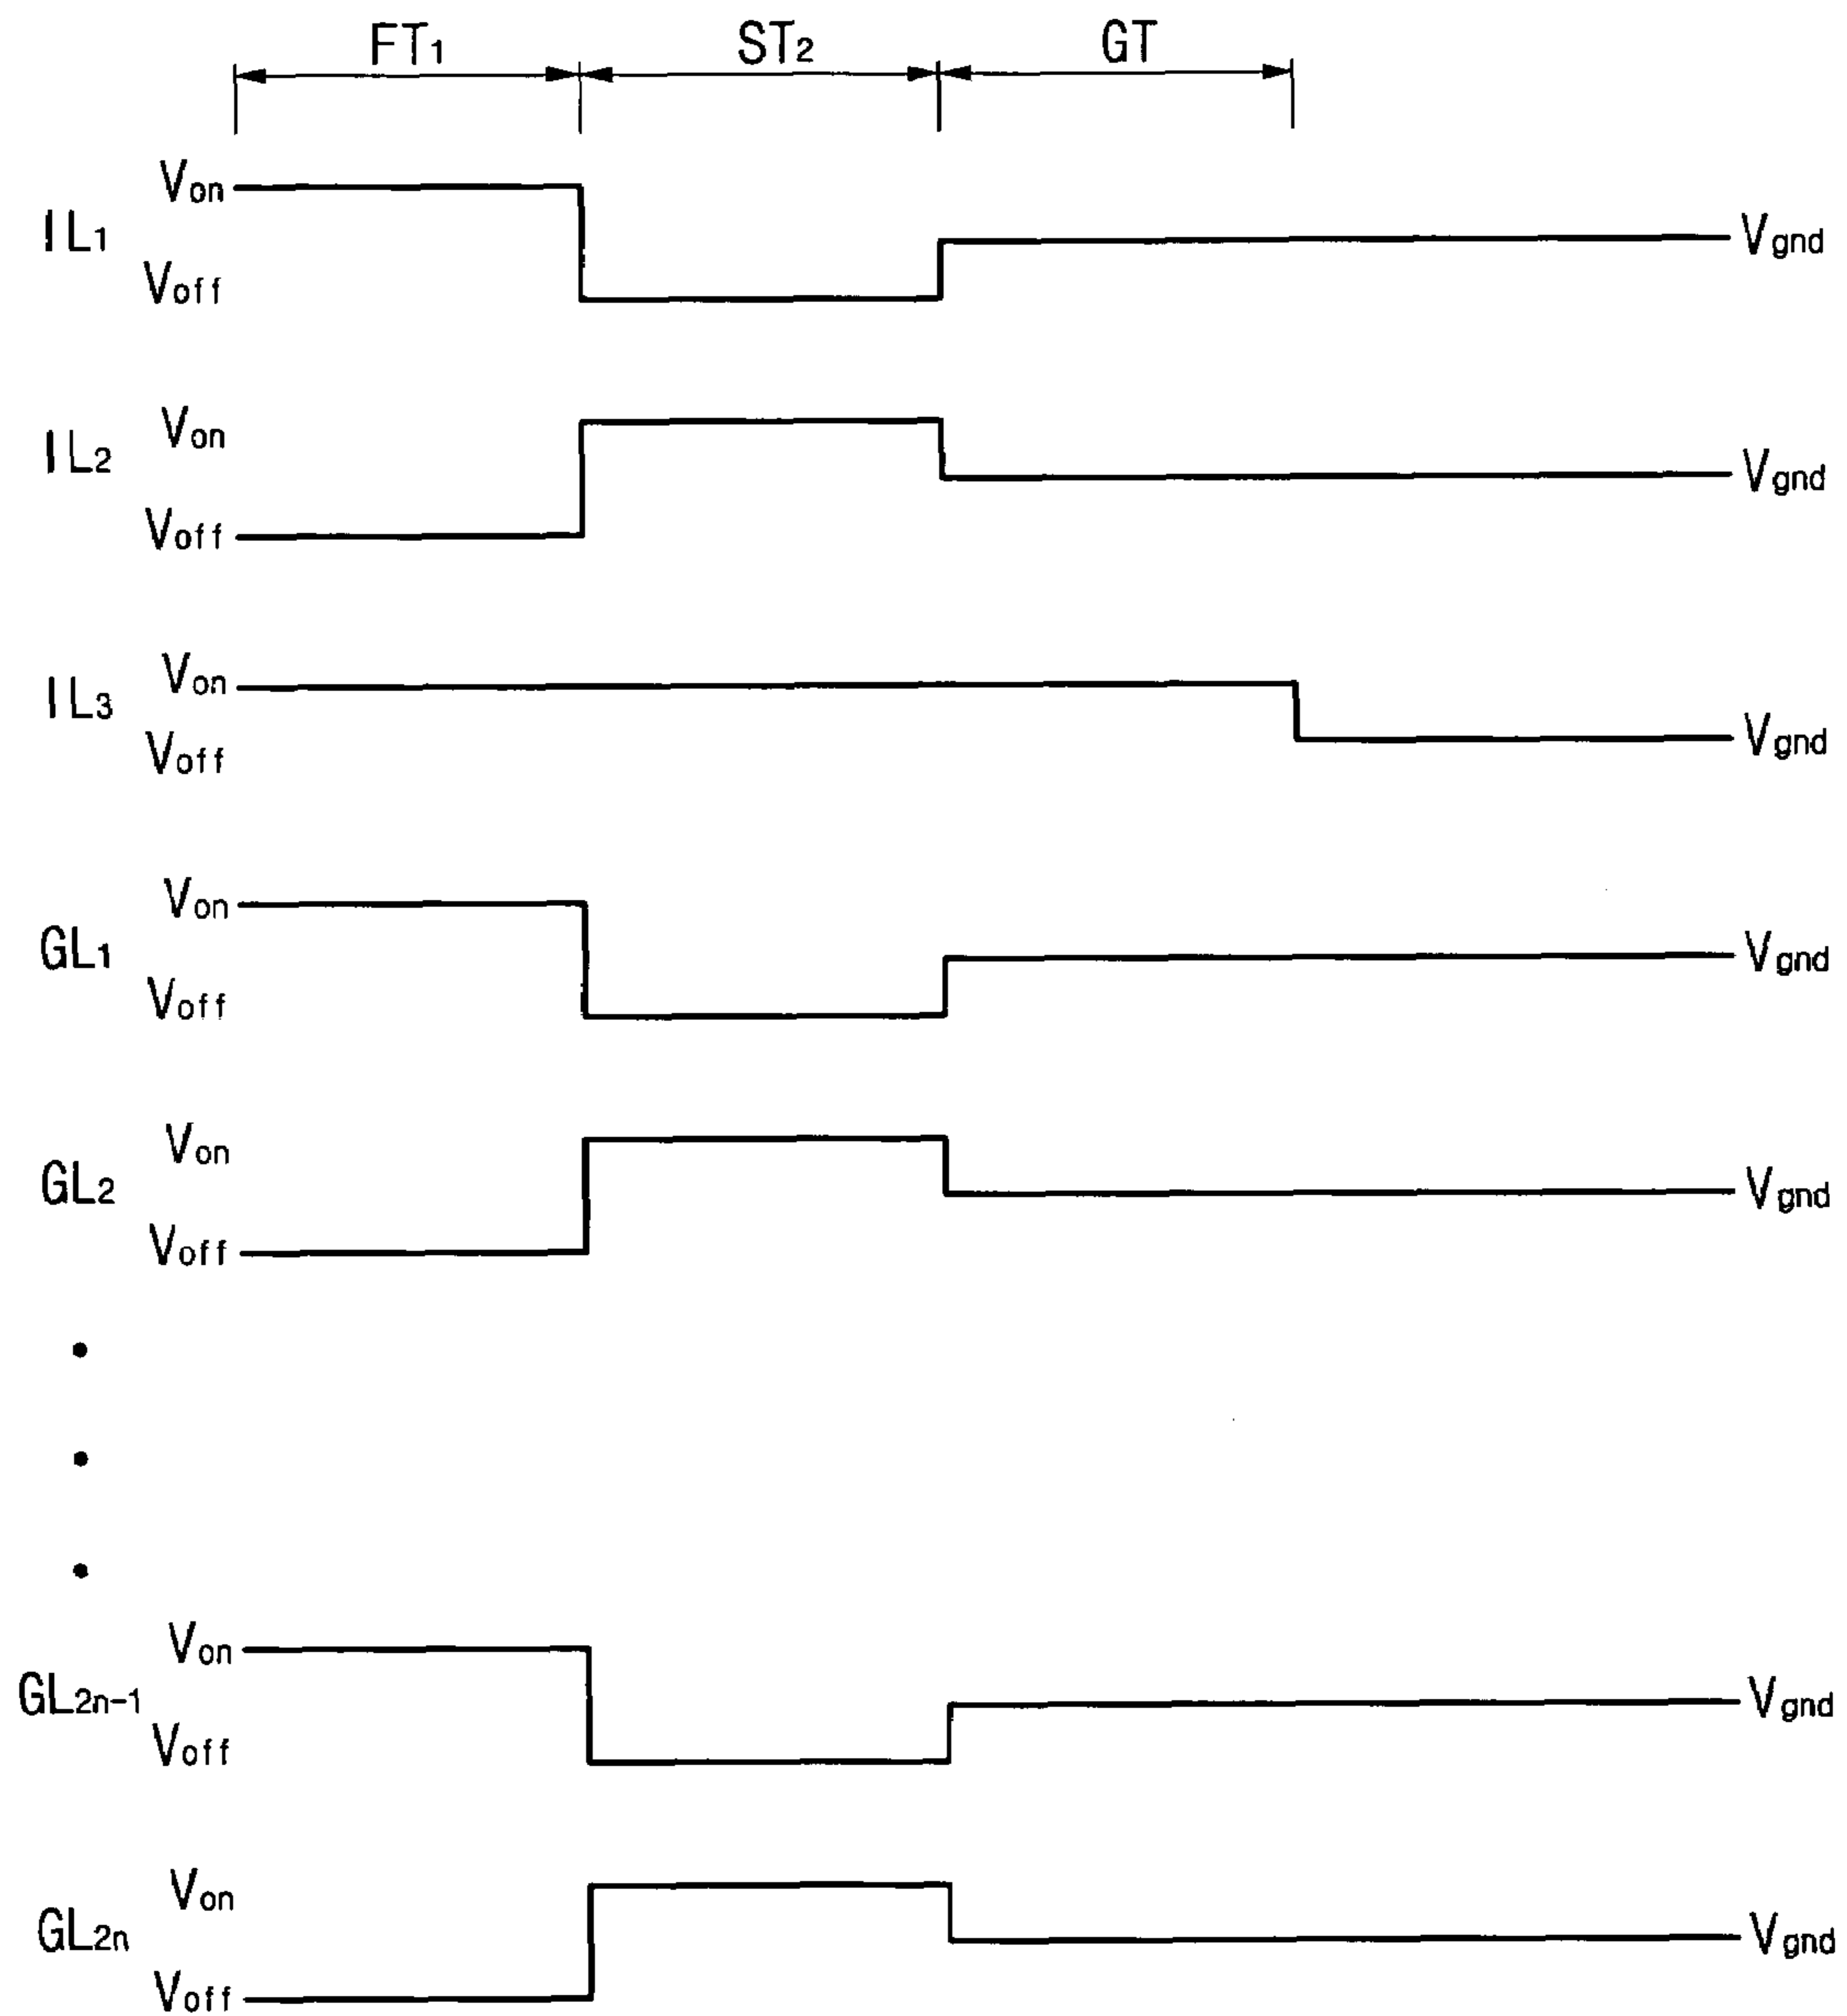 FT1 ST2 GT
Von
IL1 Vgnd
Voff
Von
IL2 Vgnd
Voff
Von
IL3 Vgnd
Voff
Von
GL1 Vgnd
Voff
Von
GL2 Vgnd
Voff
Von
GL2n-1 Vgnd
Voff
Von
GL2n Vgnd
Voff